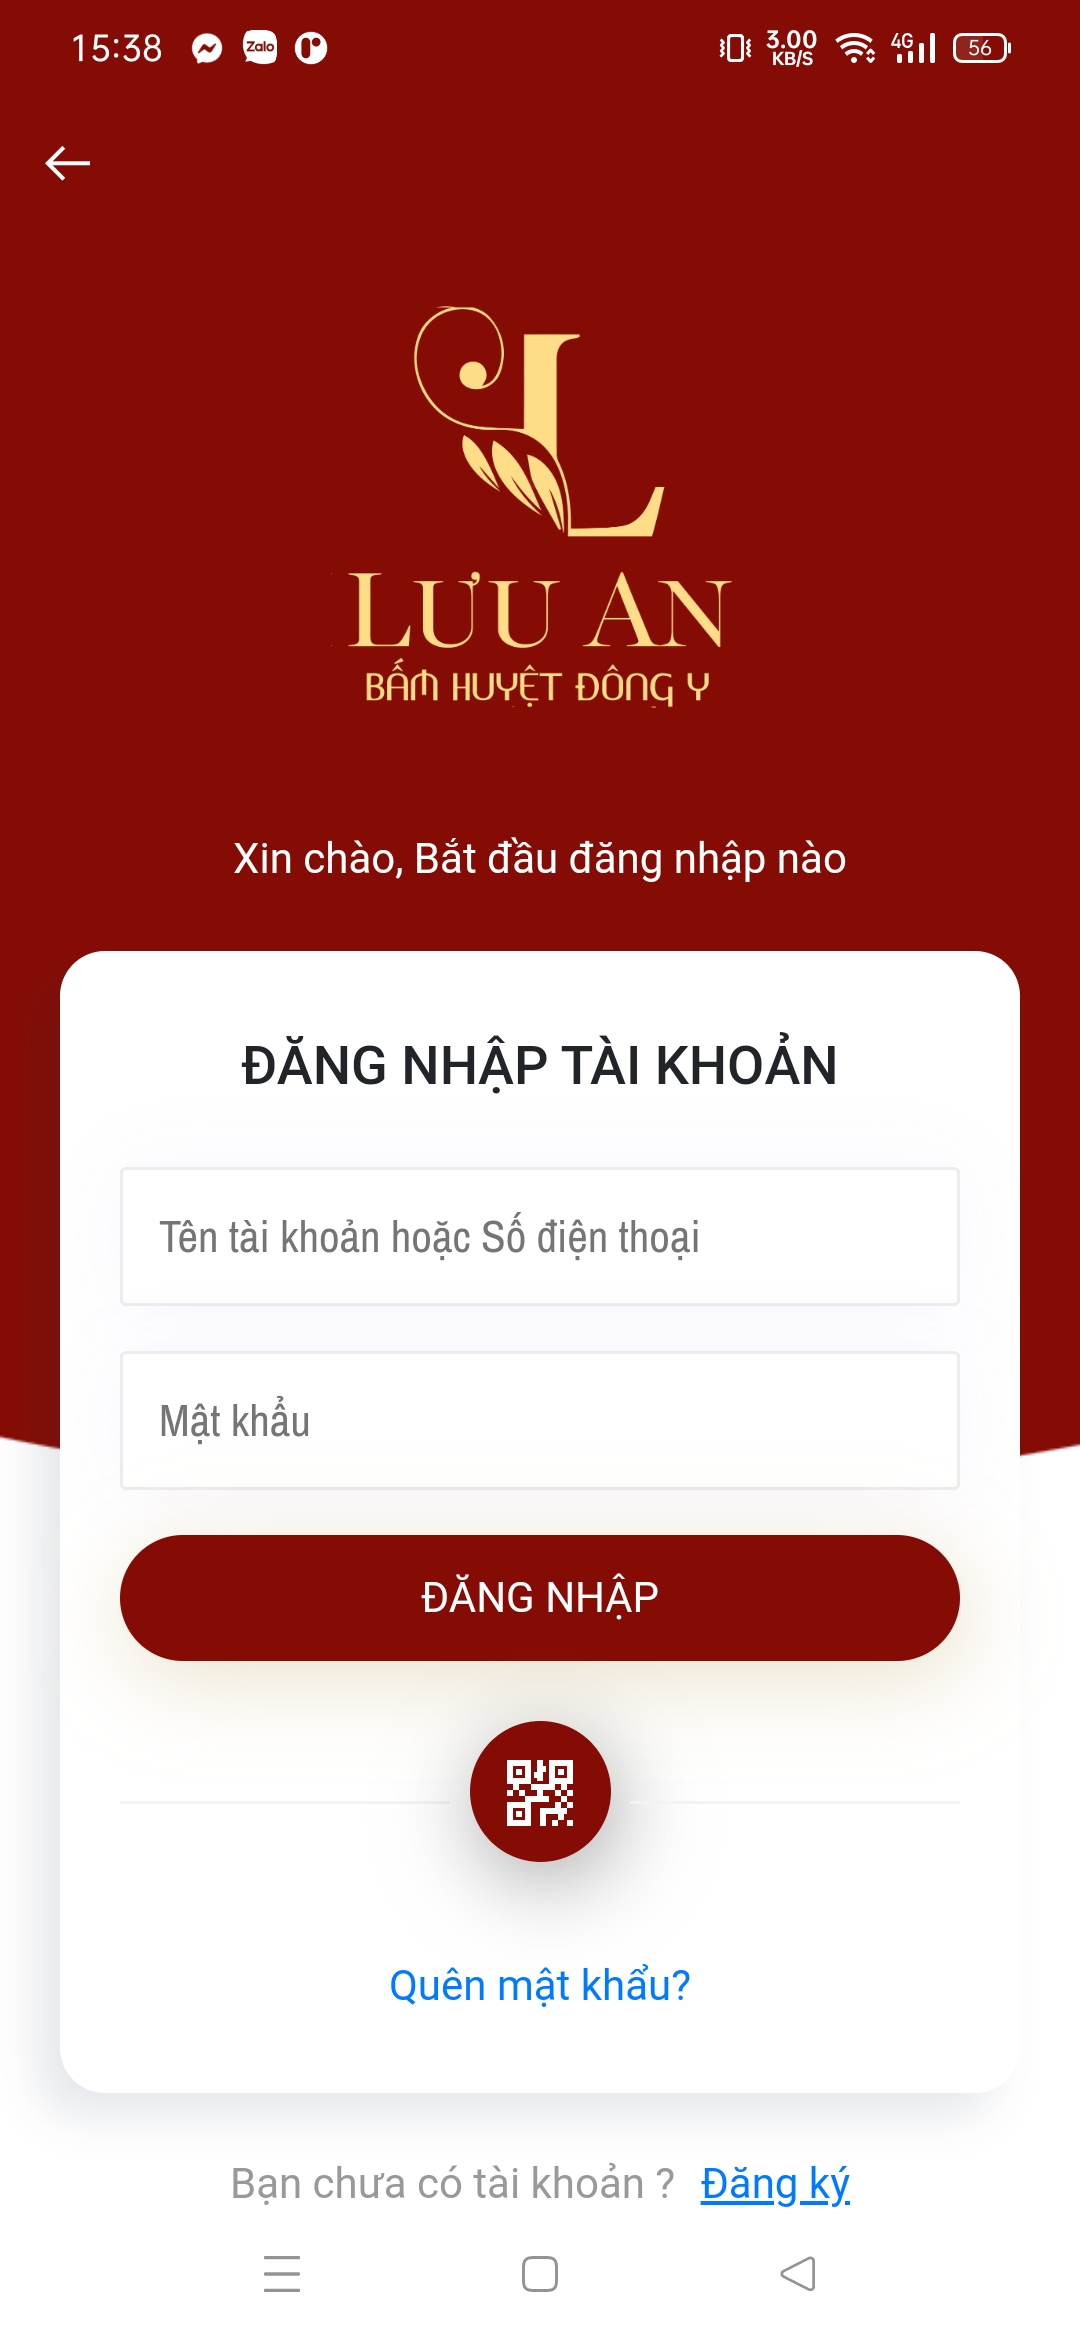 15:38
Zalo
3.00
KB/S
4G
56
LƯU AN
BẤM HUYỆT ĐÔNG Y
Xin chào, Bắt đầu đăng nhập nào
ĐĂNG NHẬP TÀI KHOẢN
Tên tài khoản hoặc Số điện thoại
Mật khẩu
ĐĂNG NHẬP
Quên mật khẩu?
Bạn chưa có tài khoản ? Đăng ký